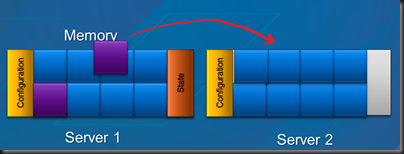 Memory
Configuration
State
Configuration
Server 1
Server 2